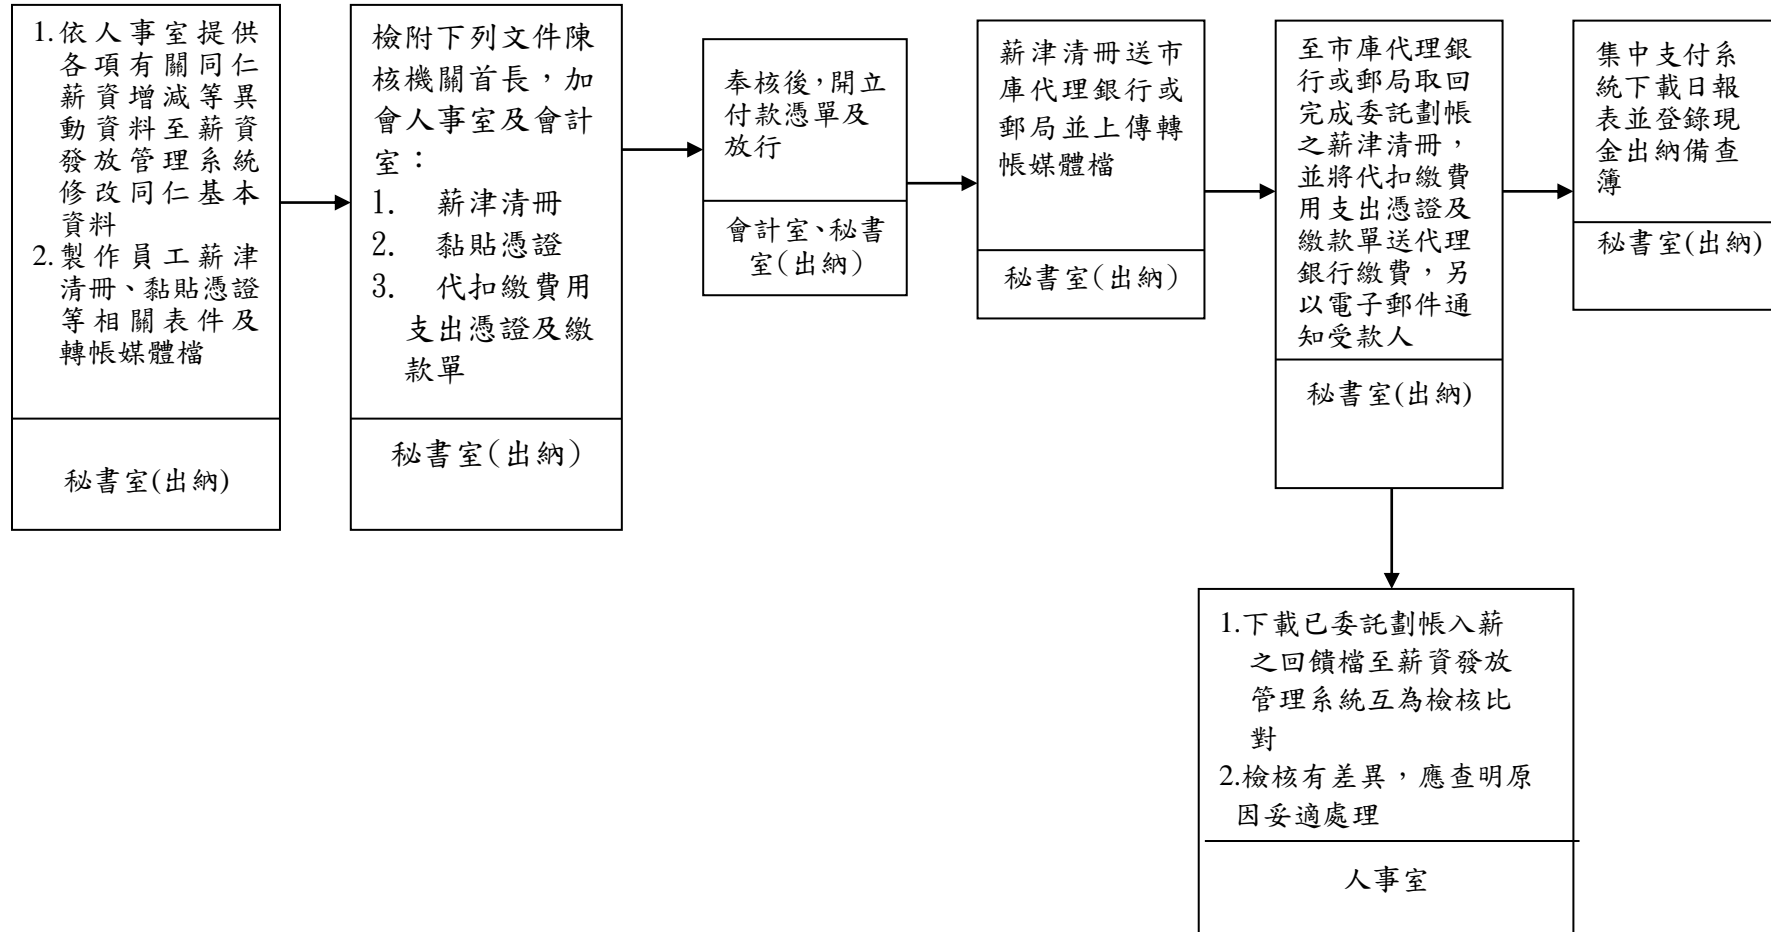 1.依人事室提供
各項有關同仁
薪資增減等異
動資料至薪資
發放管理系統
修改同仁基本
資料
2.製作員工薪津
清冊、黏貼憑證
等相關表件及
轉帳媒體檔
秘書室(出納)
檢附下列文件陳
核機關首長，加
會人事室及會計
室：
1. 薪津清冊
2. 黏貼憑證
3. 代扣繳費用
支出憑證及繳
款單
秘書室(出納)
奉核後，開立
付款憑單及
放行
會計室、秘書
室(出納)
薪津清冊送市
庫代理銀行或
郵局並上傳轉
帳媒體檔
秘書室(出納)
至市庫代理銀
行或郵局取回
完成委託劃帳
之薪津清冊，
並將代扣繳費
用支出憑證及
繳款單送代理
銀行繳費，另
以電子郵件通
知受款人
秘書室(出納)
集中支付系
統下載日報
表並登錄現
金出納備查
簿
秘書室(出納)
1.下載已委託劃帳入薪
之回饋檔至薪資發放
管理系統互為檢核比
對
2.檢核有差異，應查明原
因妥適處理
人事室